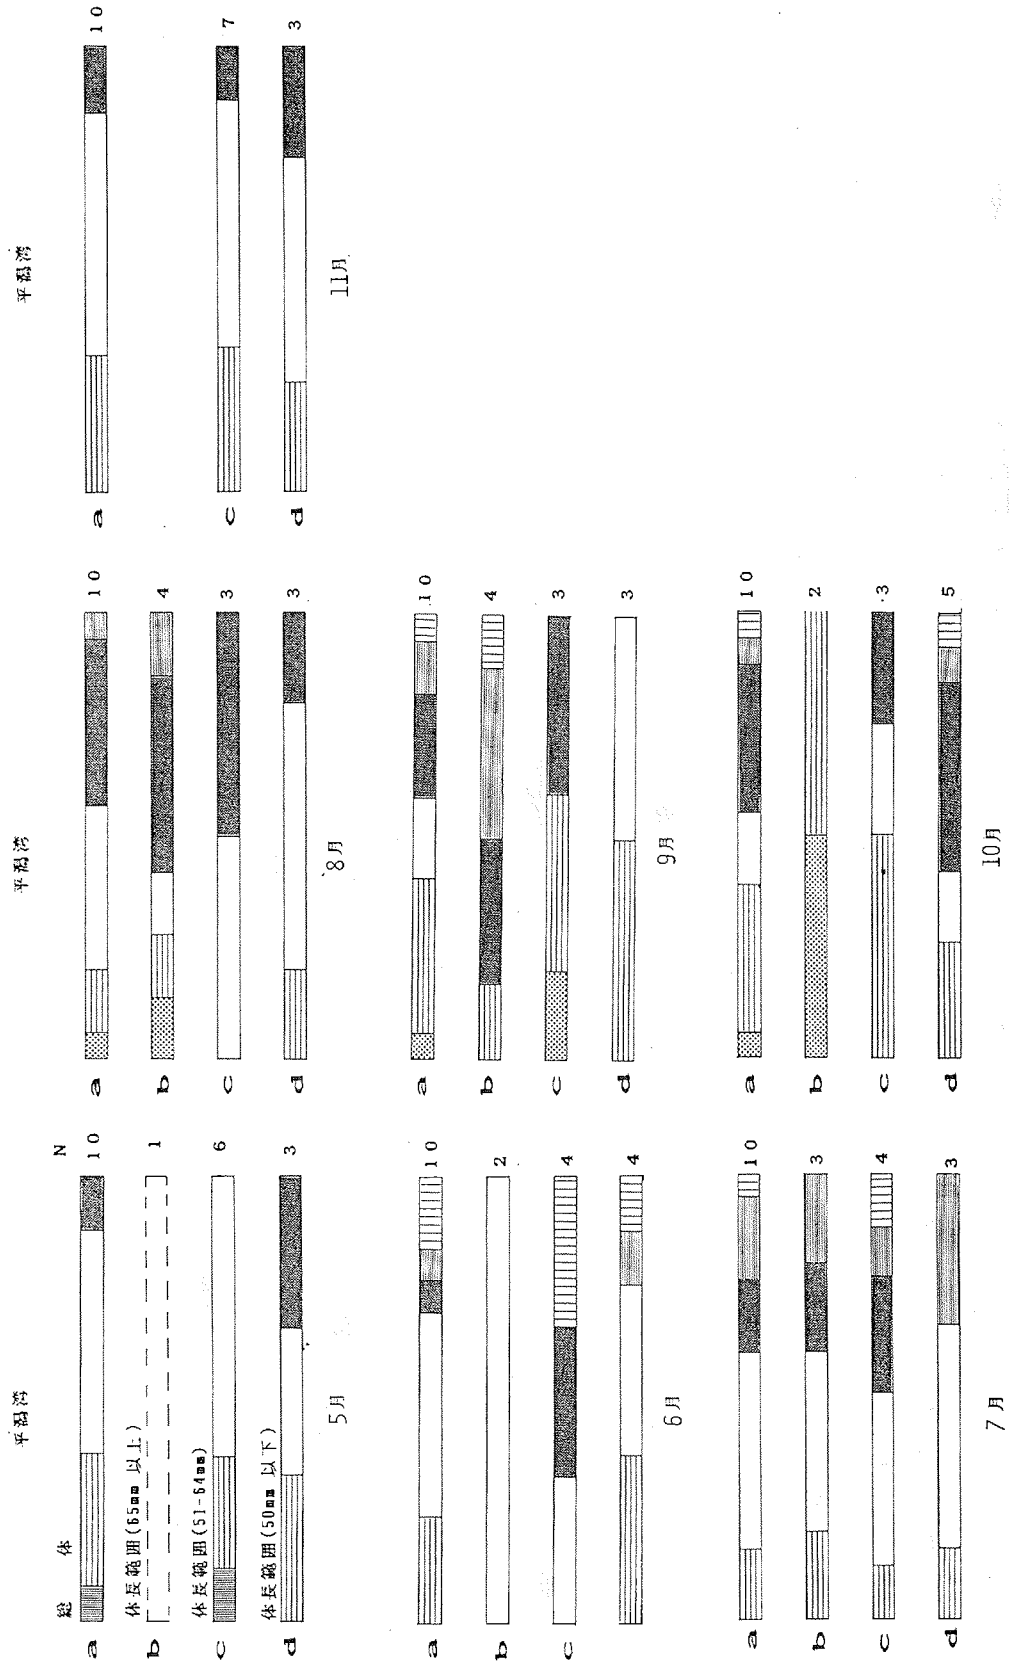 平潟湾
総体 N
a 10
体長範囲(65mm 以上)
b 1
体長範囲(51-64mm)
c 6
体長範囲(50mm 以下)
d 3
5月
a 10
b 2
c 4
4
6月
a 10
b 3
c 4
d 3
7月
平潟湾
a 10
b 4
c 3
d 3
8月
a 10
b 4
c 3
d 3
9月
a 10
b 2
c 3
d 5
10月
平潟湾
a 10
c 7
d 3
11月